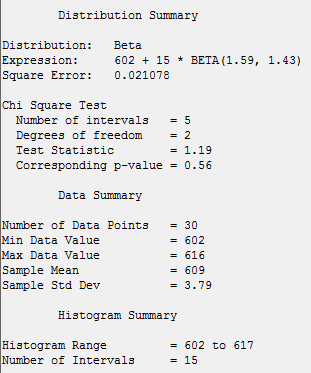 Distribution Summary
Distribution: Beta
Expression: 602 + 15 * BETA(1.59, 1.43)
Square Error: 0.021078
Chi Square Test
Number of intervals = 5
Degrees of freedom = 2
Test Statistic = 1.19
Corresponding p-value = 0.56
Data Summary
Number of Data Points = 30
Min Data Value = 602
Max Data Value = 616
Sample Mean = 609
Sample Std Dev = 3.79
Histogram Summary
Histogram Range = 602 to 617
Number of Intervals = 15